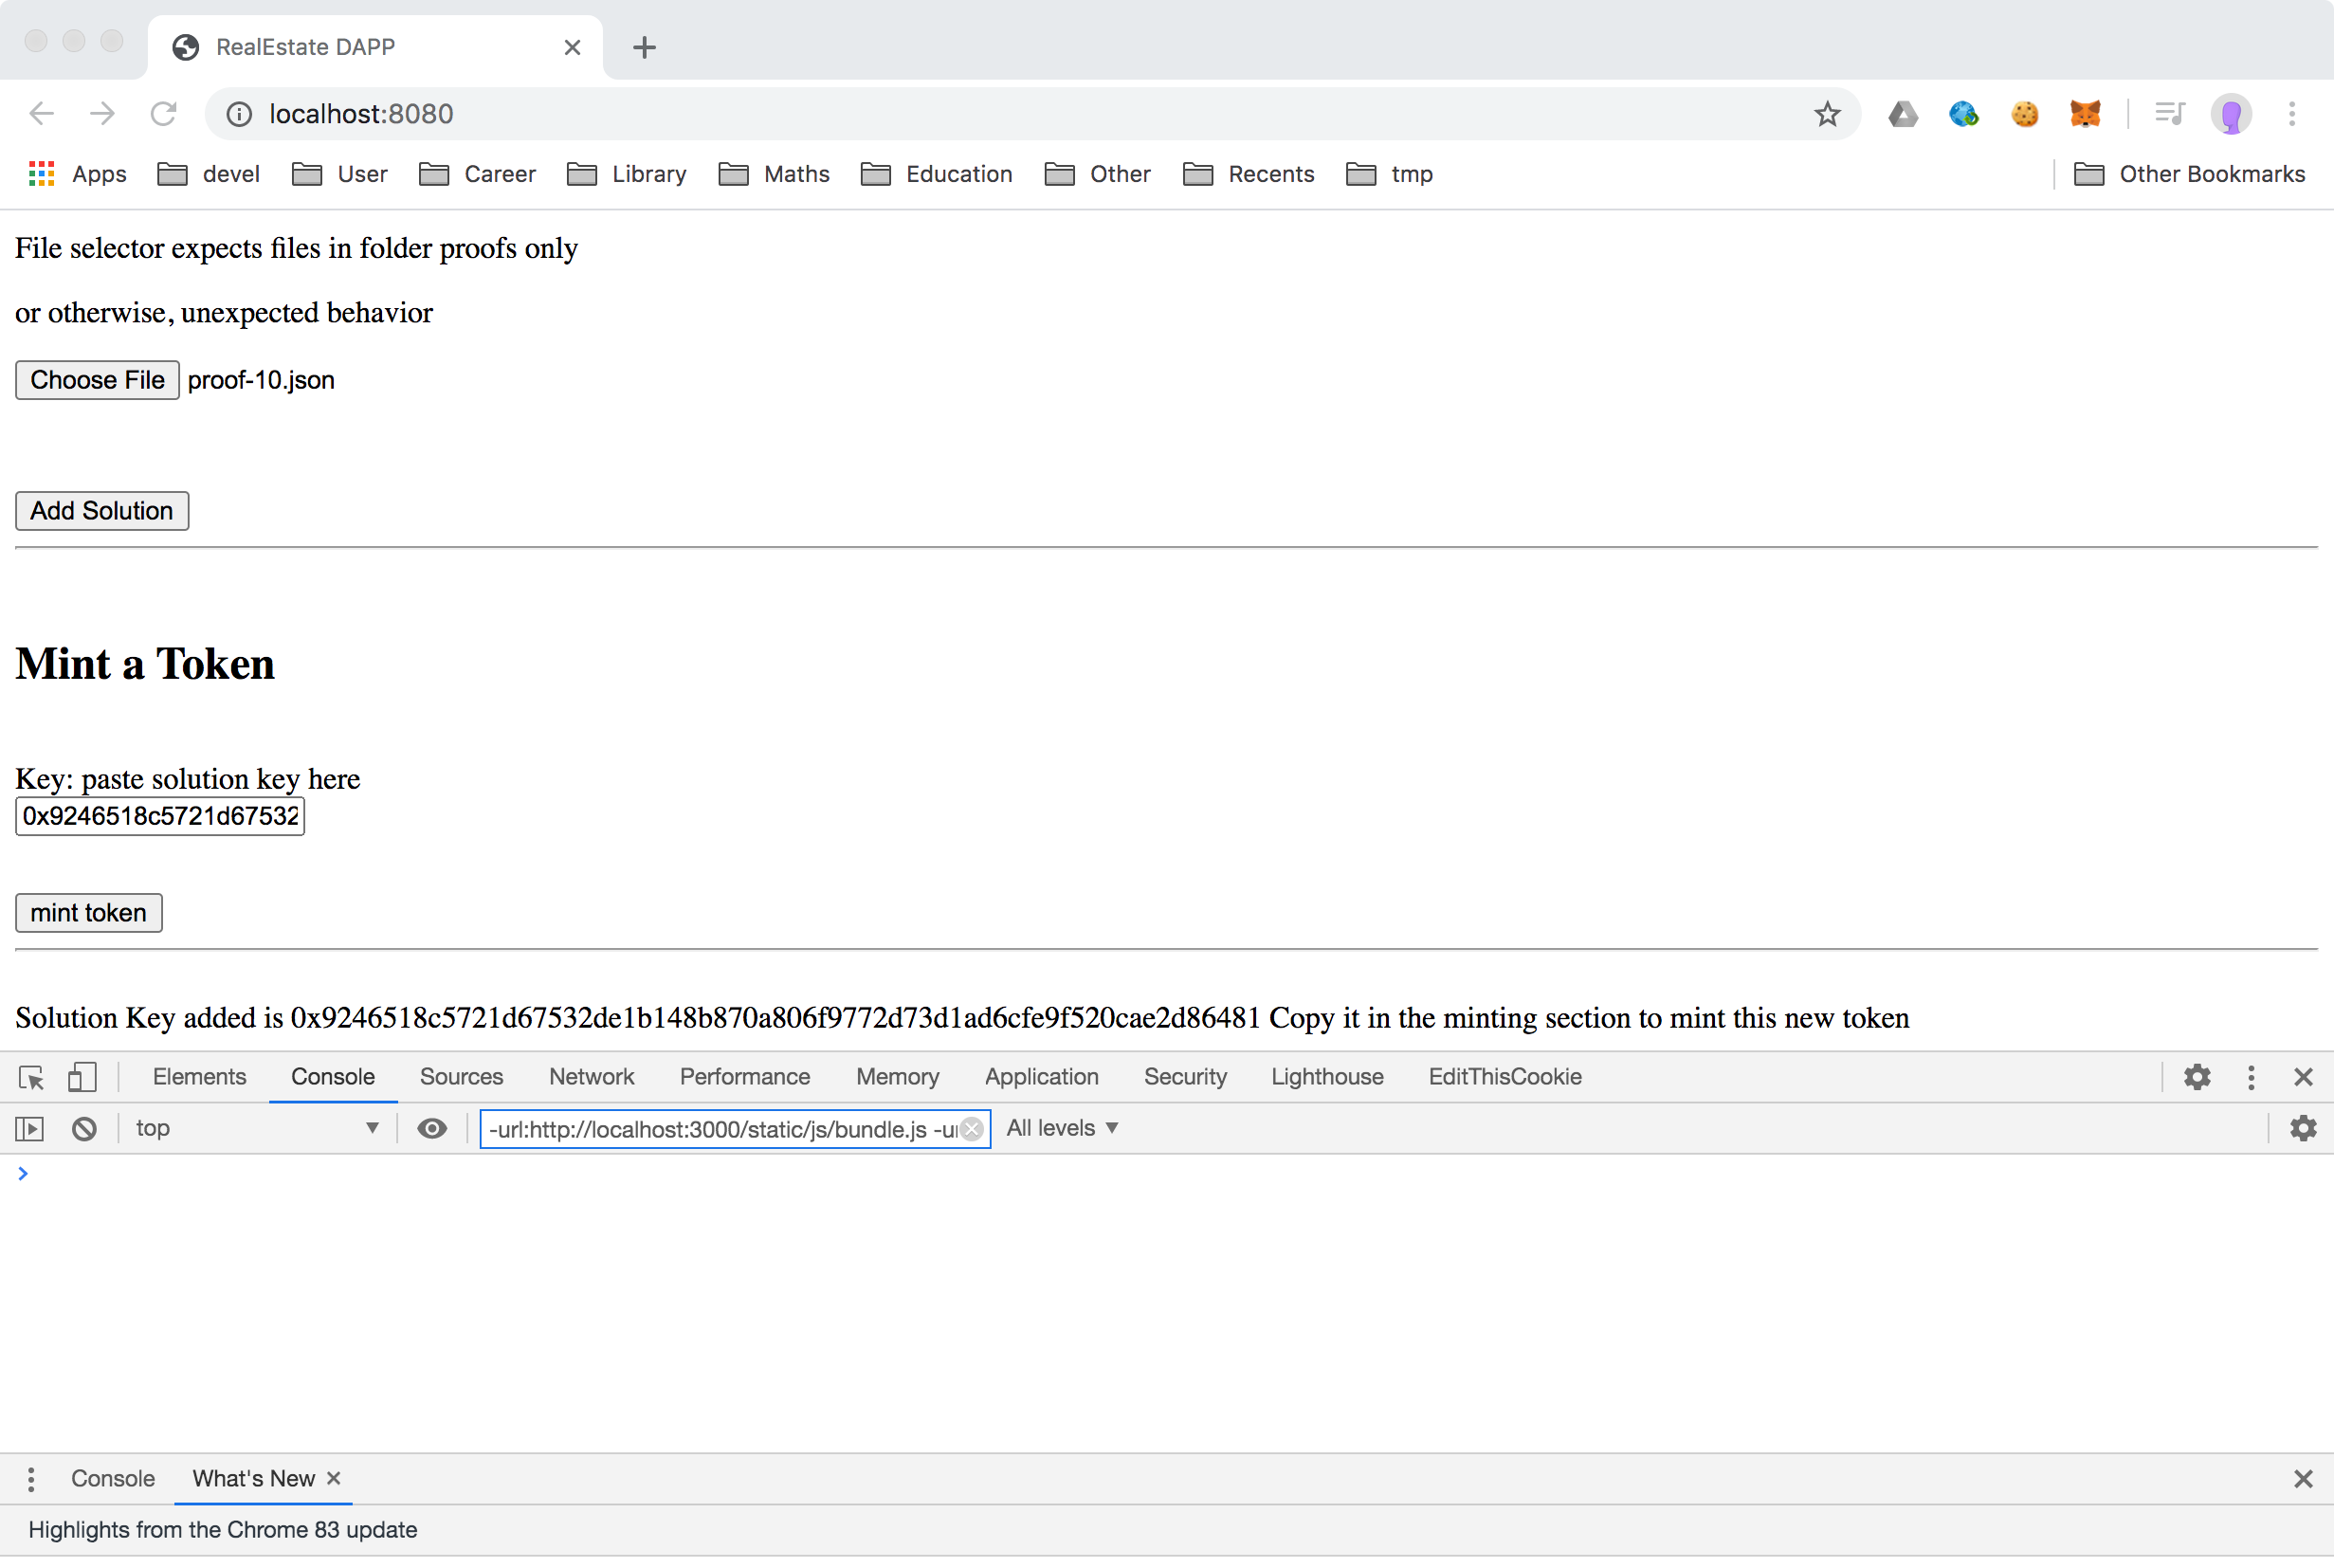 RealEstate DAPP
localhost:8080
Apps devel User Career Library Maths Education Other Recents tmp Other Bookmarks
File selector expects files in folder proofs only
or otherwise, unexpected behavior
Choose File proof-10.json
Add Solution
Mint a Token
Key: paste solution key here
0x9246518c5721d67532
mint token
Solution Key added is 0x9246518c5721d67532de1b148b870a806f9772d73d1ad6cfe9f520cae2d86481 Copy it in the minting section to mint this new token
Elements Console Sources Network Performance Memory Application Security Lighthouse EditThisCookie
top -url:http://localhost:3000/static/js/bundle.js -ur All levels
Console What's New
Highlights from the Chrome 83 update